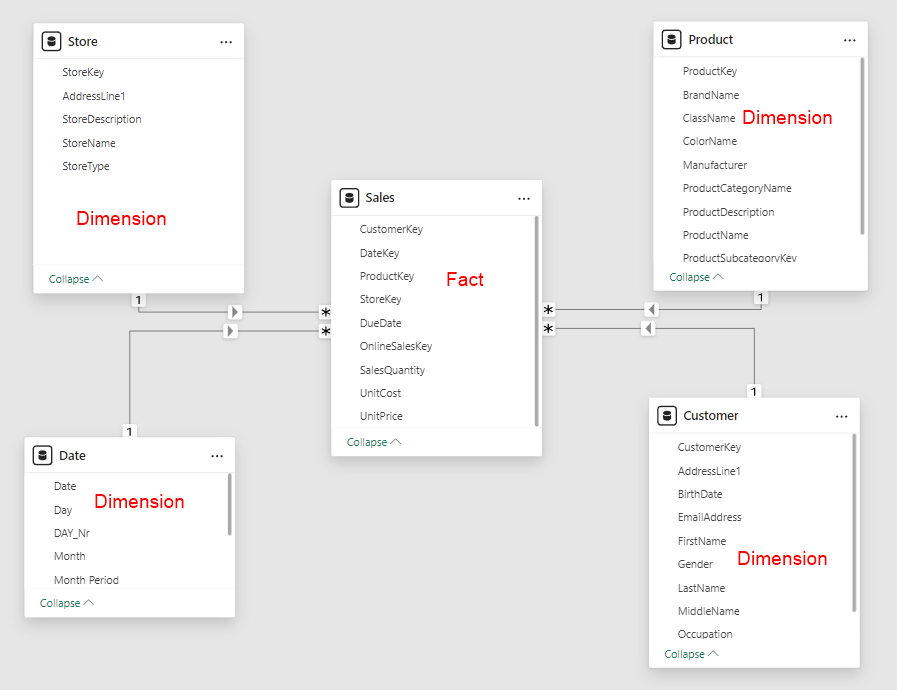 Store
...
StoreKey
AddressLine1
StoreDescription
StoreName
StoreType
Dimension
Collapse
1
*
Product
...
ProductKey
BrandName
ClassName
Dimension
ColorName
Manufacturer
ProductCategoryName
ProductDescription
ProductName
ProductSubcategoryKey
Collapse
1
*
Sales
...
CustomerKey
DateKey
ProductKey
Fact
StoreKey
DueDate
OnlineSalesKey
SalesQuantity
UnitCost
UnitPrice
Collapse
*
1
Date
...
Date
Dimension
Day
DAY_Nr
Month
Month Period
Collapse
*
1
Customer
...
CustomerKey
AddressLine1
BirthDate
EmailAddress
FirstName
Dimension
Gender
LastName
MiddleName
Occupation
Collapse